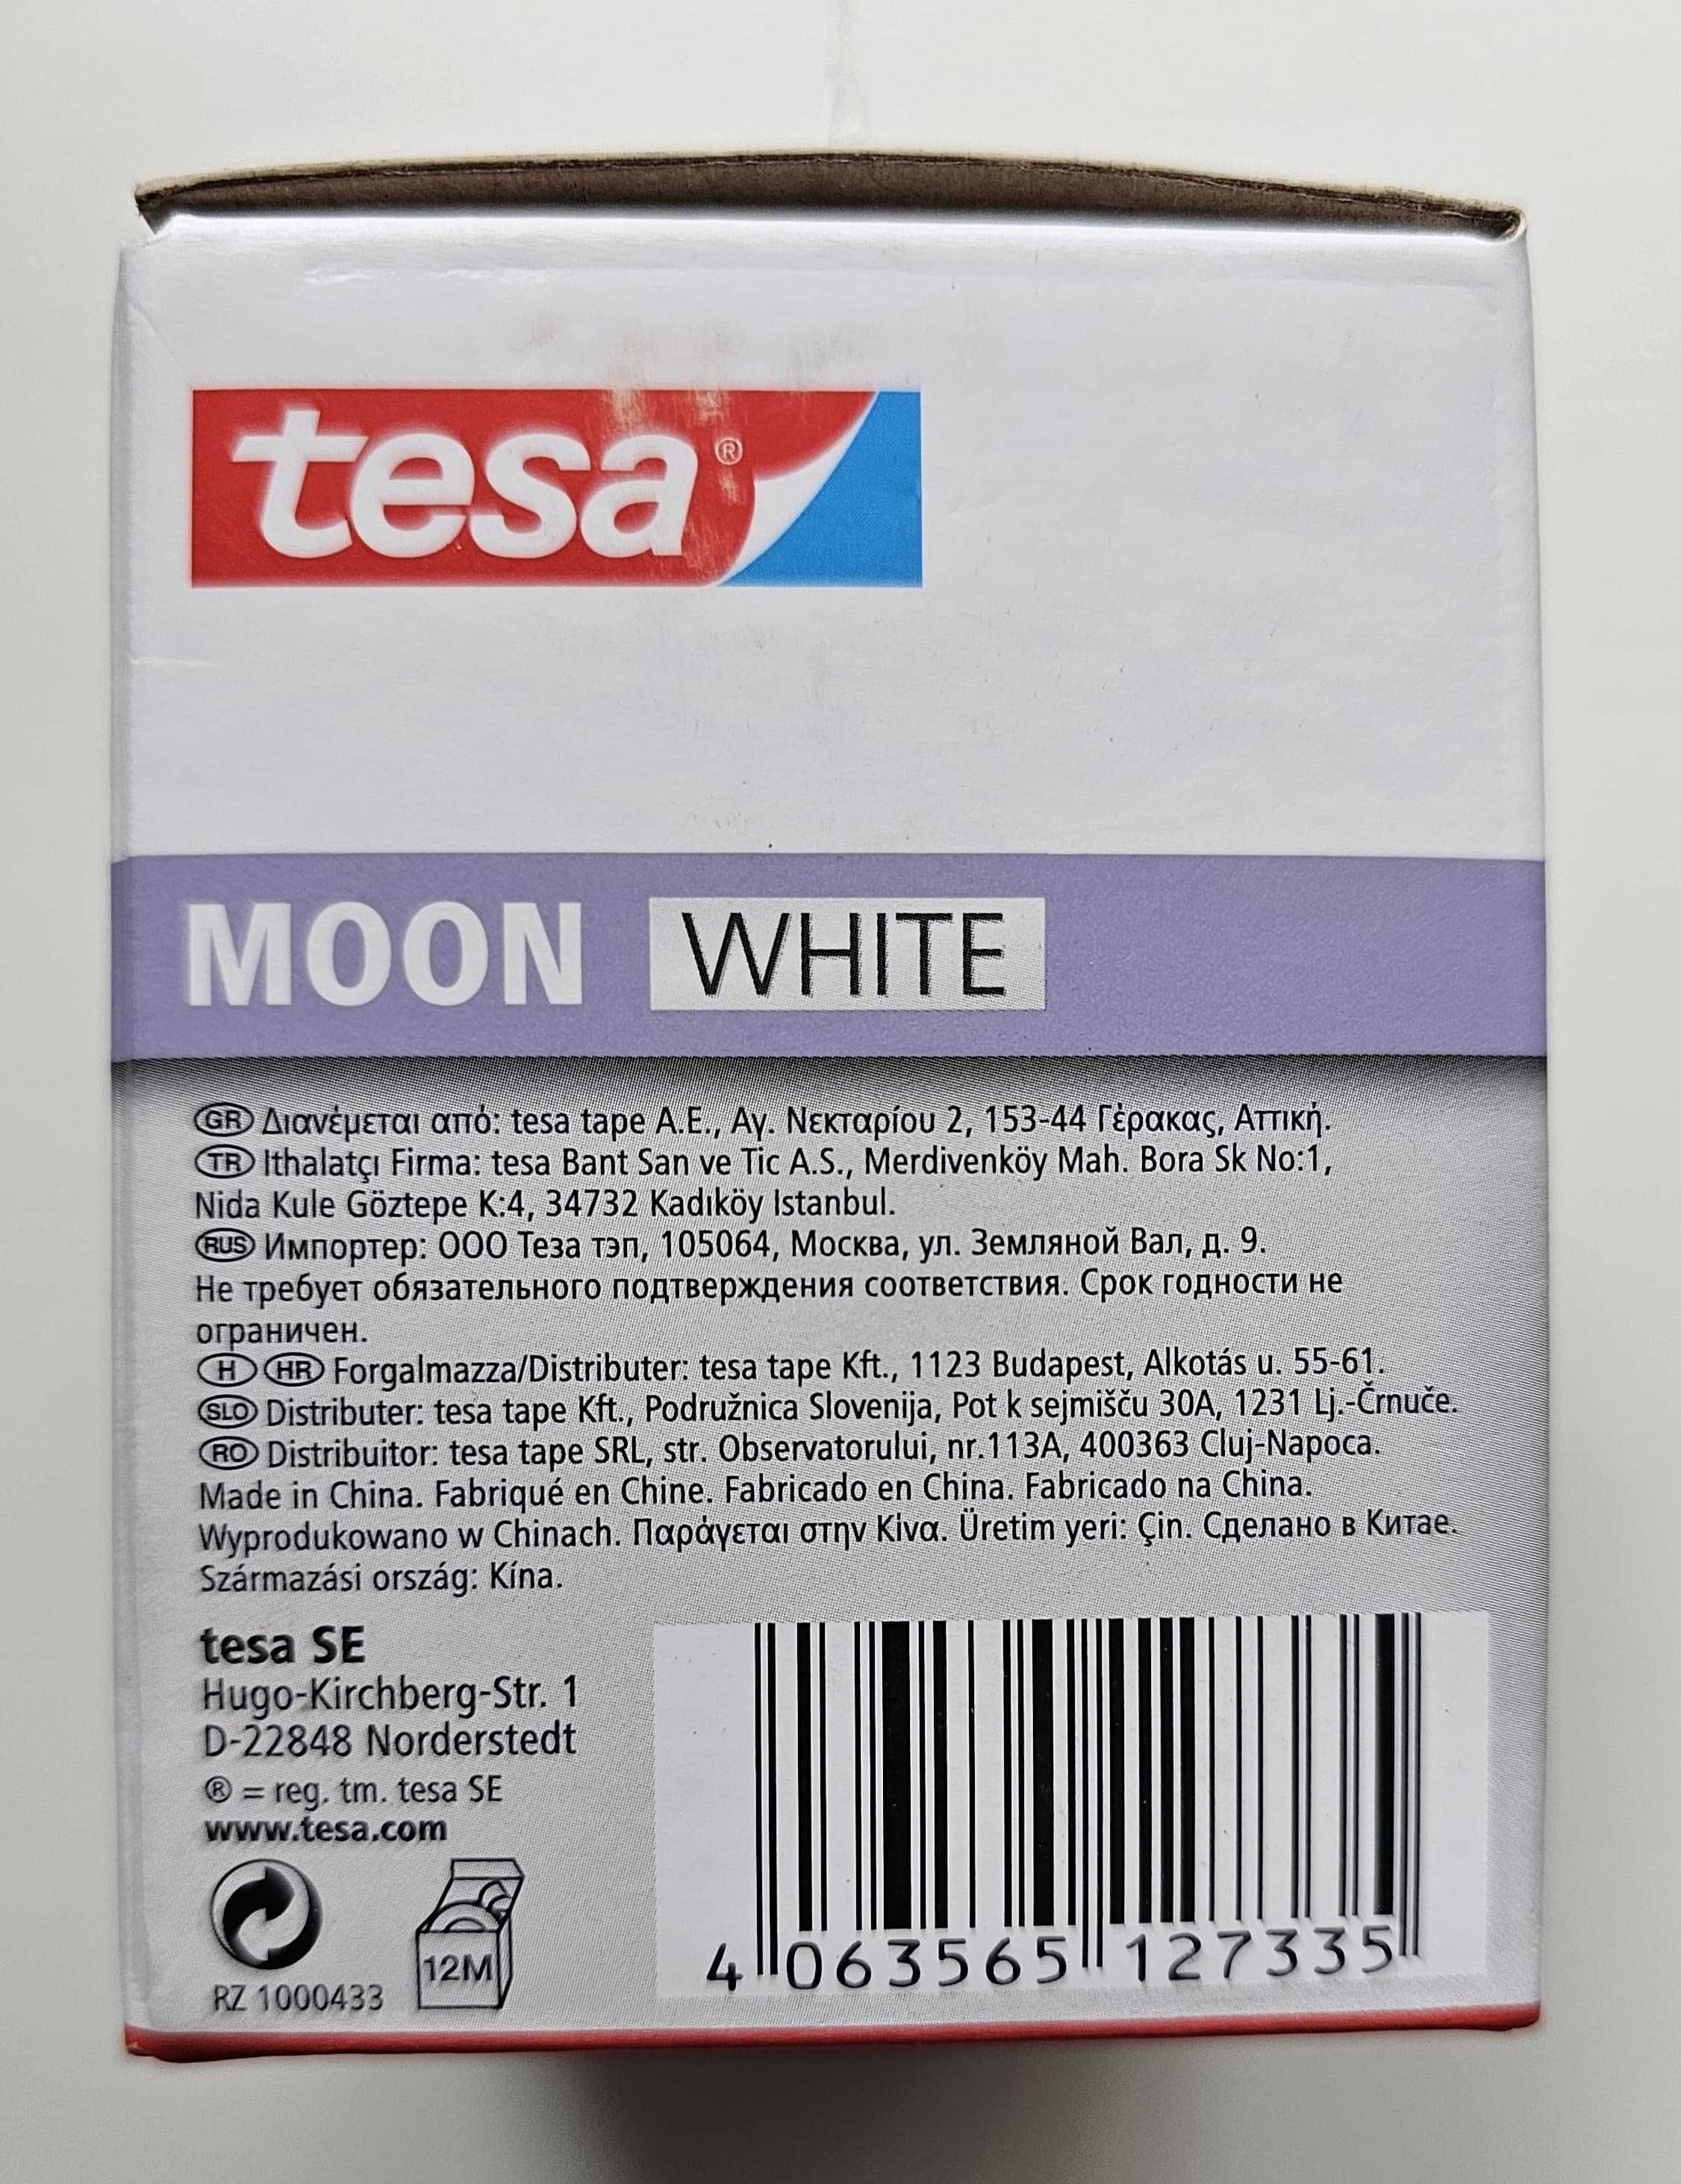 tesa®
MOON WHITE
GR Διανέμεται από: tesa tape A.E., Αγ. Νεκταρίου 2, 153-44 Γέρακας, Αττική.
TR Ithalatçı Firma: tesa Bant San ve Tic A.S., Merdivenköy Mah. Bora Sk No:1,
Nida Kule Göztepe K:4, 34732 Kadıköy Istanbul.
RUS Импортер: ООО Теза тэп, 105064, Москва, ул. Земляной Вал, д. 9.
Не требует обязательного подтверждения соответствия. Срок годности не
ограничен.
H HR Forgalmazza/Distributer: tesa tape Kft., 1123 Budapest, Alkotás u. 55-61.
SLO Distributer: tesa tape Kft., Podružnica Slovenija, Pot k sejmišču 30A, 1231 Lj.-Črnuče.
RO Distribuitor: tesa tape SRL, str. Observatorului, nr.113A, 400363 Cluj-Napoca.
Made in China. Fabriqué en Chine. Fabricado en China. Fabricado na China.
Wyprodukowano w Chinach. Παράγεται στην Κίνα. Üretim yeri: Çin. Сделано в Китае.
Származási ország: Kína.
tesa SE
Hugo-Kirchberg-Str. 1
D-22848 Norderstedt
® = reg. tm. tesa SE
www.tesa.com
12M
RZ 1000433
4 063565 127335